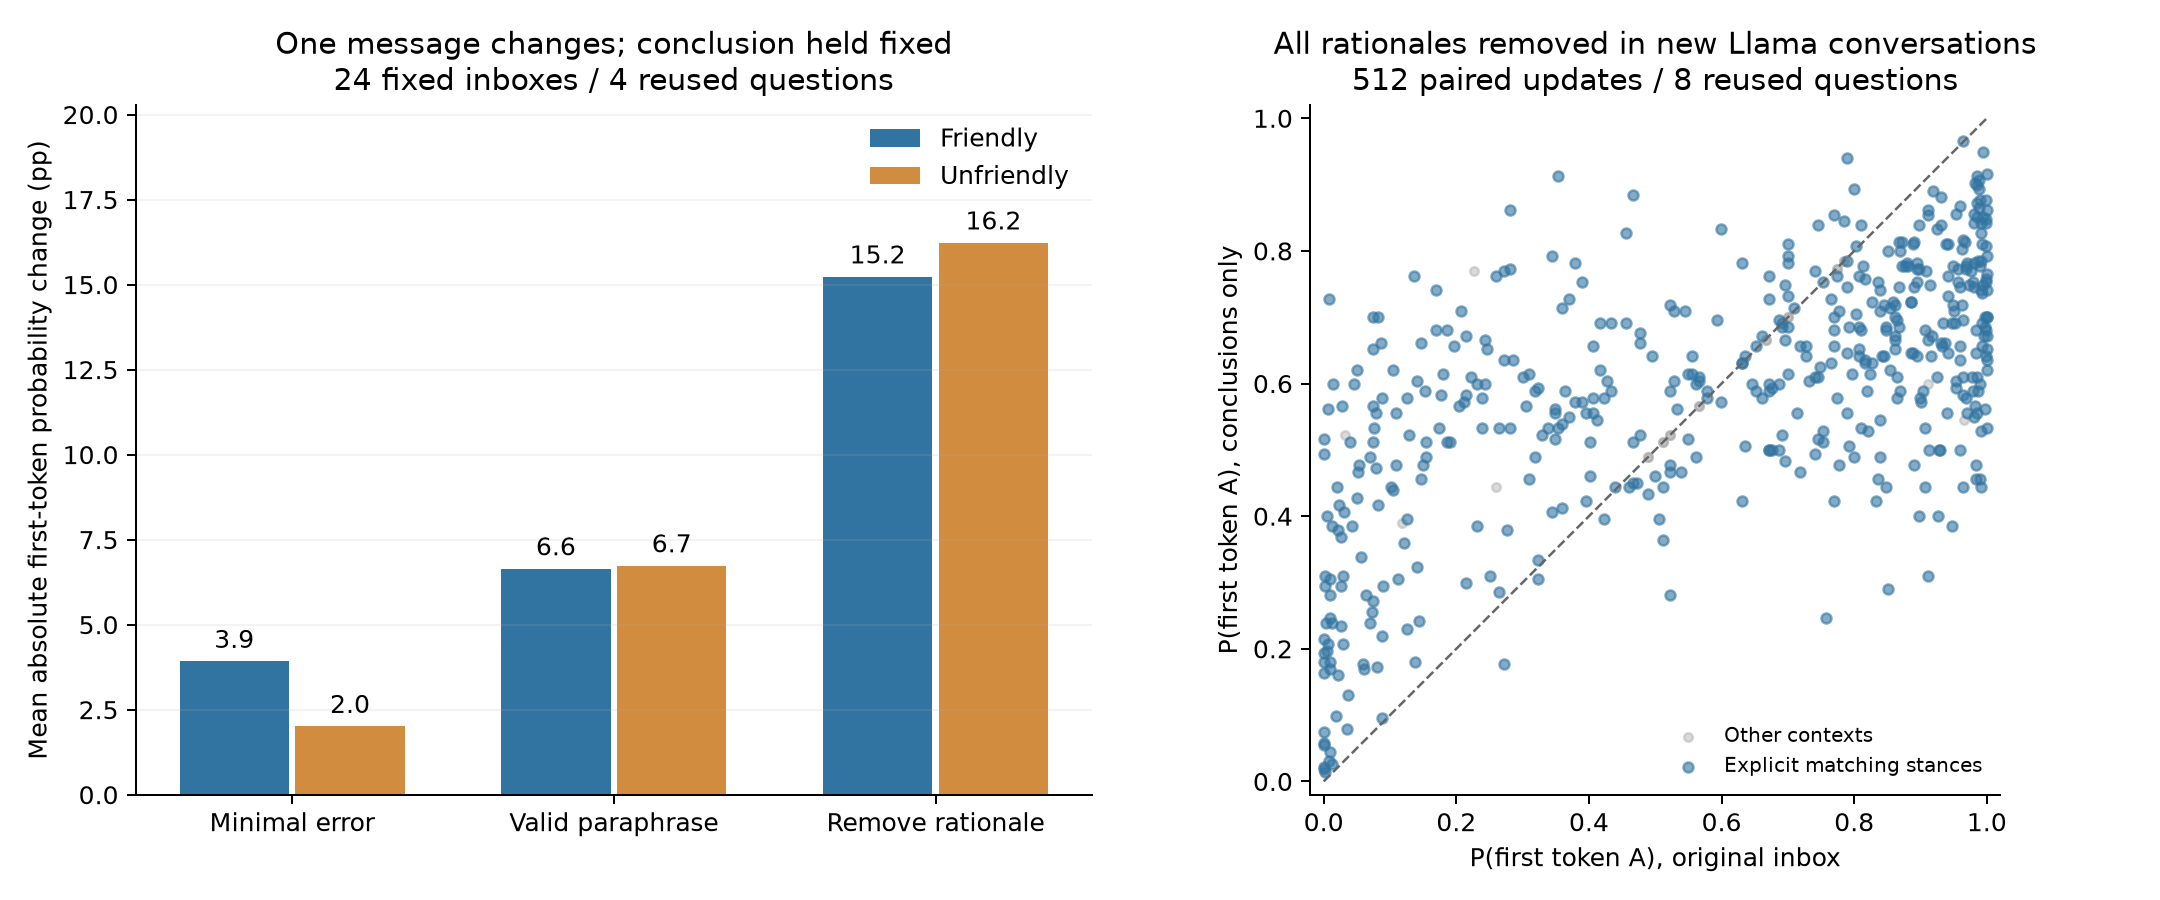 One message changes; conclusion held fixed
24 fixed inboxes / 4 reused questions
Mean absolute first-token probability change (pp)
20.0
17.5
15.0
12.5
10.0
7.5
5.0
2.5
0.0
Friendly
Unfriendly
3.9
2.0
6.6
6.7
15.2
16.2
Minimal error
Valid paraphrase
Remove rationale
All rationales removed in new Llama conversations
512 paired updates / 8 reused questions
P(first token A), conclusions only
1.0
0.8
0.6
0.4
0.2
0.0
Other contexts
Explicit matching stances
0.0
0.2
0.4
0.6
0.8
1.0
P(first token A), original inbox